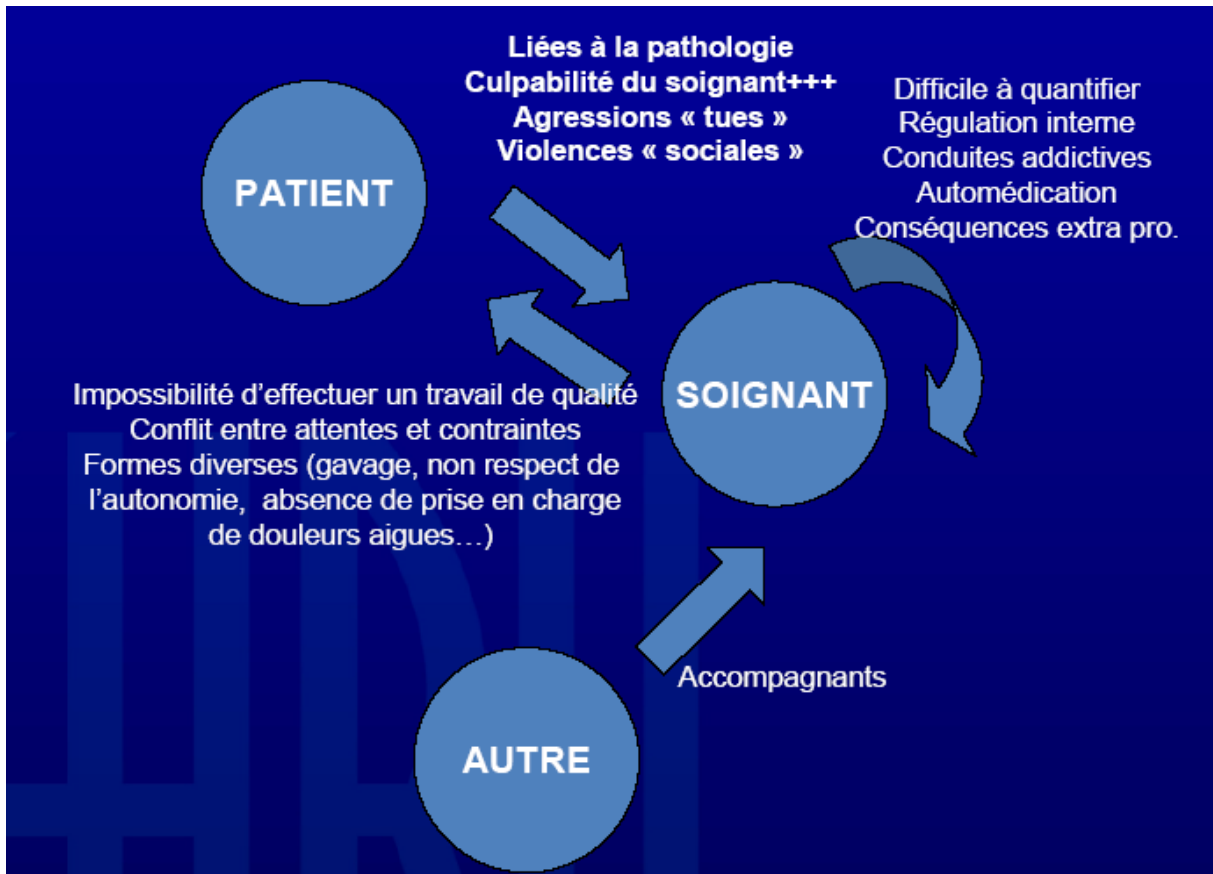 Liées à la pathologie
Culpabilité du soignant+++
Agressions « tues »
Violences « sociales »
Difficile à quantifier
Régulation interne
Conduites addictives
Automédication
Conséquences extra pro.
PATIENT
Impossibilité d'effectuer un travail de qualité
Conflit entre attentes et contraintes
Formes diverses (gavage, non respect de
l'autonomie, absence de prise en charge
de douleurs aigues…)
SOIGNANT
Accompagnants
AUTRE